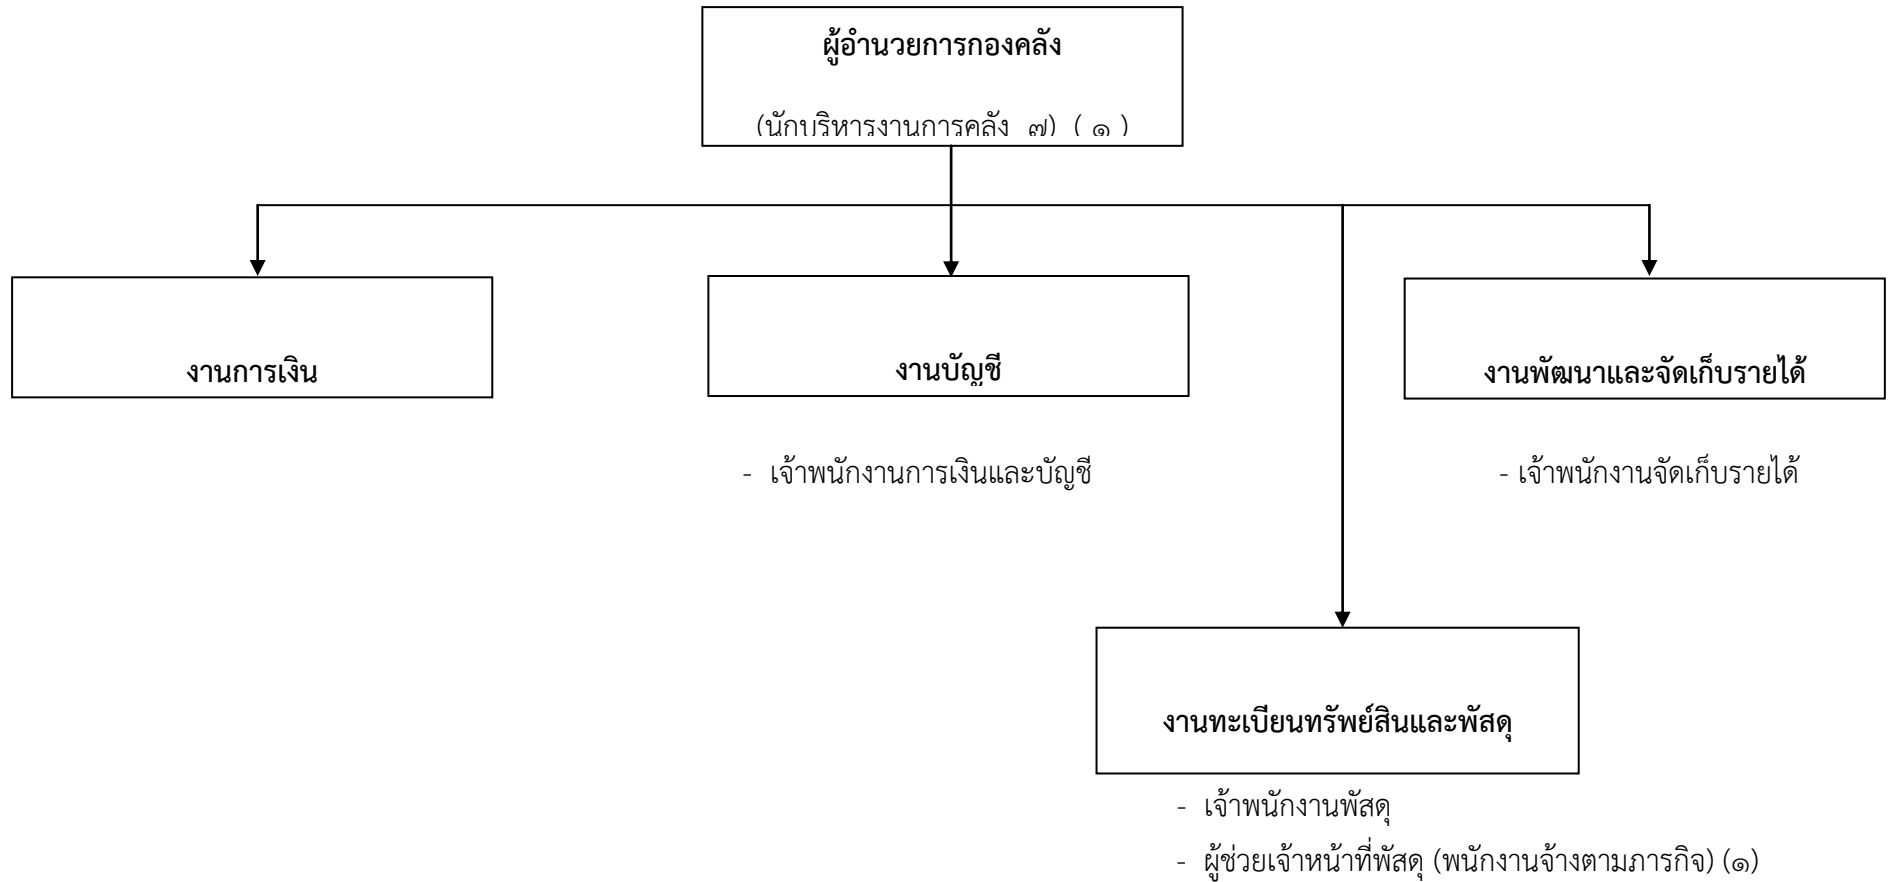 ผู้อำนวยการกองคลัง
(นักบริหารงานการคลัง ๗) ( ๑ )
งานการเงิน
งานบัญชี
งานพัฒนาและจัดเก็บรายได้
- เจ้าพนักงานการเงินและบัญชี
- เจ้าพนักงานจัดเก็บรายได้
งานทะเบียนทรัพย์สินและพัสดุ
- เจ้าพนักงานพัสดุ
- ผู้ช่วยเจ้าหน้าที่พัสดุ (พนักงานจ้างตามภารกิจ) (๑)